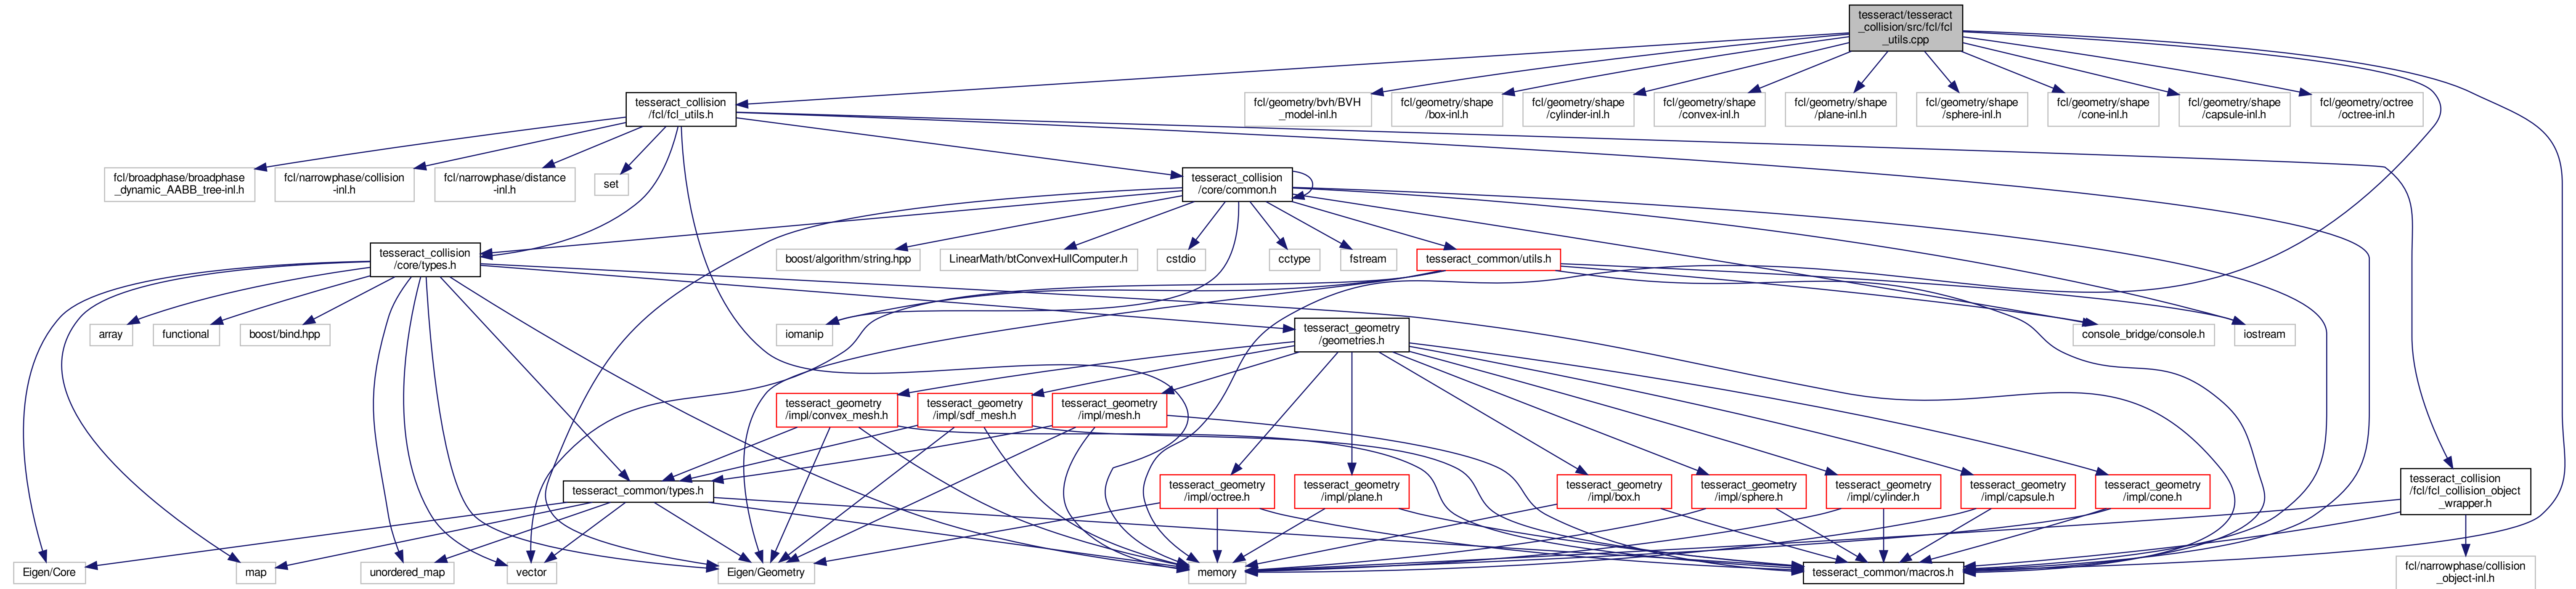 tesseract/tesseract
_collision/src/fcl/fcl
_utils.cpp
tesseract_collision
/fcl/fcl_utils.h
fcl/geometry/bvh/BVH
_model-inl.h
fcl/geometry/shape
/box-inl.h
fcl/geometry/shape
/cylinder-inl.h
fcl/geometry/shape
/convex-inl.h
fcl/geometry/shape
/plane-inl.h
fcl/geometry/shape
/sphere-inl.h
fcl/geometry/shape
/cone-inl.h
fcl/geometry/shape
/capsule-inl.h
fcl/geometry/octree
/octree-inl.h
fcl/broadphase/broadphase
_dynamic_AABB_tree-inl.h
fcl/narrowphase/collision
-inl.h
fcl/narrowphase/distance
-inl.h
set
tesseract_collision
/core/common.h
tesseract_collision
/core/types.h
boost/algorithm/string.hpp
LinearMath/btConvexHullComputer.h
cstdio
cctype
fstream
tesseract_common/utils.h
array
functional
boost/bind.hpp
iomanip
tesseract_geometry
/geometries.h
console_bridge/console.h
iostream
tesseract_geometry
/impl/convex_mesh.h
tesseract_geometry
/impl/sdf_mesh.h
tesseract_geometry
/impl/mesh.h
tesseract_common/types.h
tesseract_geometry
/impl/octree.h
tesseract_geometry
/impl/plane.h
tesseract_geometry
/impl/box.h
tesseract_geometry
/impl/sphere.h
tesseract_geometry
/impl/cylinder.h
tesseract_geometry
/impl/capsule.h
tesseract_geometry
/impl/cone.h
tesseract_collision
/fcl/fcl_collision_object
_wrapper.h
Eigen/Core
map
unordered_map
vector
Eigen/Geometry
memory
tesseract_common/macros.h
fcl/narrowphase/collision
_object-inl.h